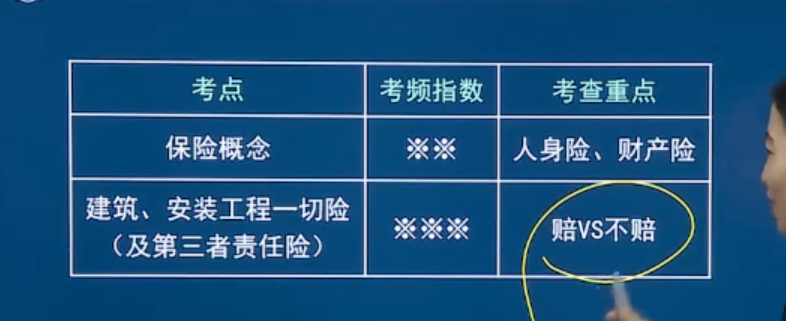 考点 考频指数 考查重点
保险概念 ※※ 人身险、财产险
建筑、安装工程一切险
（及第三者责任险） ※※※ 赔VS不赔